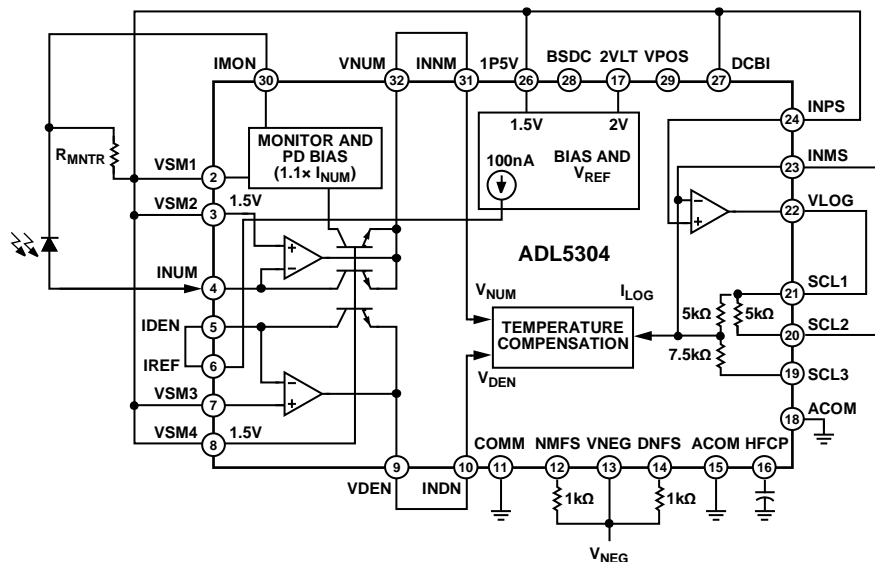 IMON
30
VNUM
32
INNM
31
1P5V
26
BSDC
28
2VLT
17
VPOS
29
DCBI
27
INPS
24
1.5V
2V
BIAS AND
VREF
100nA
MONITOR AND
PD BIAS
(1.1× INUM)
RMNTR
VSM1
2
VSM2
3
1.5V
INUM
4
IDEN
5
IREF
6
VSM3
7
VSM4
8
1.5V
INMS
23
VLOG
22
ADL5304
VNUM
ILOG
TEMPERATURE
COMPENSATION
VDEN
5kΩ
5kΩ
7.5kΩ
SCL1
21
SCL2
20
SCL3
19
ACOM
18
VDEN
9
INDN
10
COMM
11
NMFS
12
VNEG
13
DNFS
14
ACOM
15
HFCP
16
1kΩ
1kΩ
VNEG